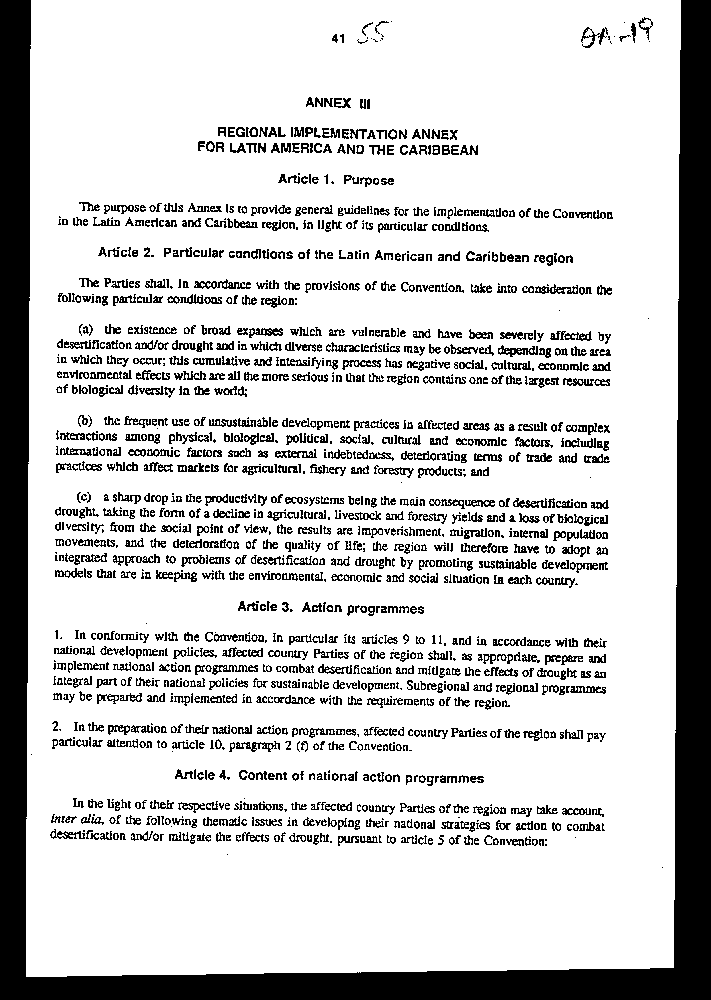 41 55
OA-19
ANNEX III
REGIONAL IMPLEMENTATION ANNEX
FOR LATIN AMERICA AND THE CARIBBEAN
Article 1. Purpose
The purpose of this Annex is to provide general guidelines for the implementation of the Convention
in the Latin American and Caribbean region, in light of its particular conditions.
Article 2. Particular conditions of the Latin American and Caribbean region
The Parties shall, in accordance with the provisions of the Convention, take into consideration the
following particular conditions of the region:
(a) the existence of broad expanses which are vulnerable and have been severely affected by
desertification and/or drought and in which diverse characteristics may be observed, depending on the area
in which they occur; this cumulative and intensifying process has negative social, cultural, economic and
environmental effects which are all the more serious in that the region contains one of the largest resources
of biological diversity in the world;
(b) the frequent use of unsustainable development practices in affected areas as a result of complex
interactions among physical, biological, political, social, cultural and economic factors, including
international economic factors such as external indebtedness, deteriorating terms of trade and trade
practices which affect markets for agricultural, fishery and forestry products; and
(c) a sharp drop in the productivity of ecosystems being the main consequence of desertification and
drought, taking the form of a decline in agricultural, livestock and forestry yields and a loss of biological
diversity; from the social point of view, the results are impoverishment, migration, internal population
movements, and the deterioration of the quality of life; the region will therefore have to adopt an
integrated approach to problems of desertification and drought by promoting sustainable development
models that are in keeping with the environmental, economic and social situation in each country.
Article 3. Action programmes
1. In conformity with the Convention, in particular its articles 9 to 11, and in accordance with their
national development policies, affected country Parties of the region shall, as appropriate, prepare and
implement national action programmes to combat desertification and mitigate the effects of drought as an
integral part of their national policies for sustainable development. Subregional and regional programmes
may be prepared and implemented in accordance with the requirements of the region.
2. In the preparation of their national action programmes, affected country Parties of the region shall pay
particular attention to article 10, paragraph 2 (f) of the Convention.
Article 4. Content of national action programmes
In the light of their respective situations, the affected country Parties of the region may take account,
inter alia, of the following thematic issues in developing their national strategies for action to combat
desertification and/or mitigate the effects of drought, pursuant to article 5 of the Convention: